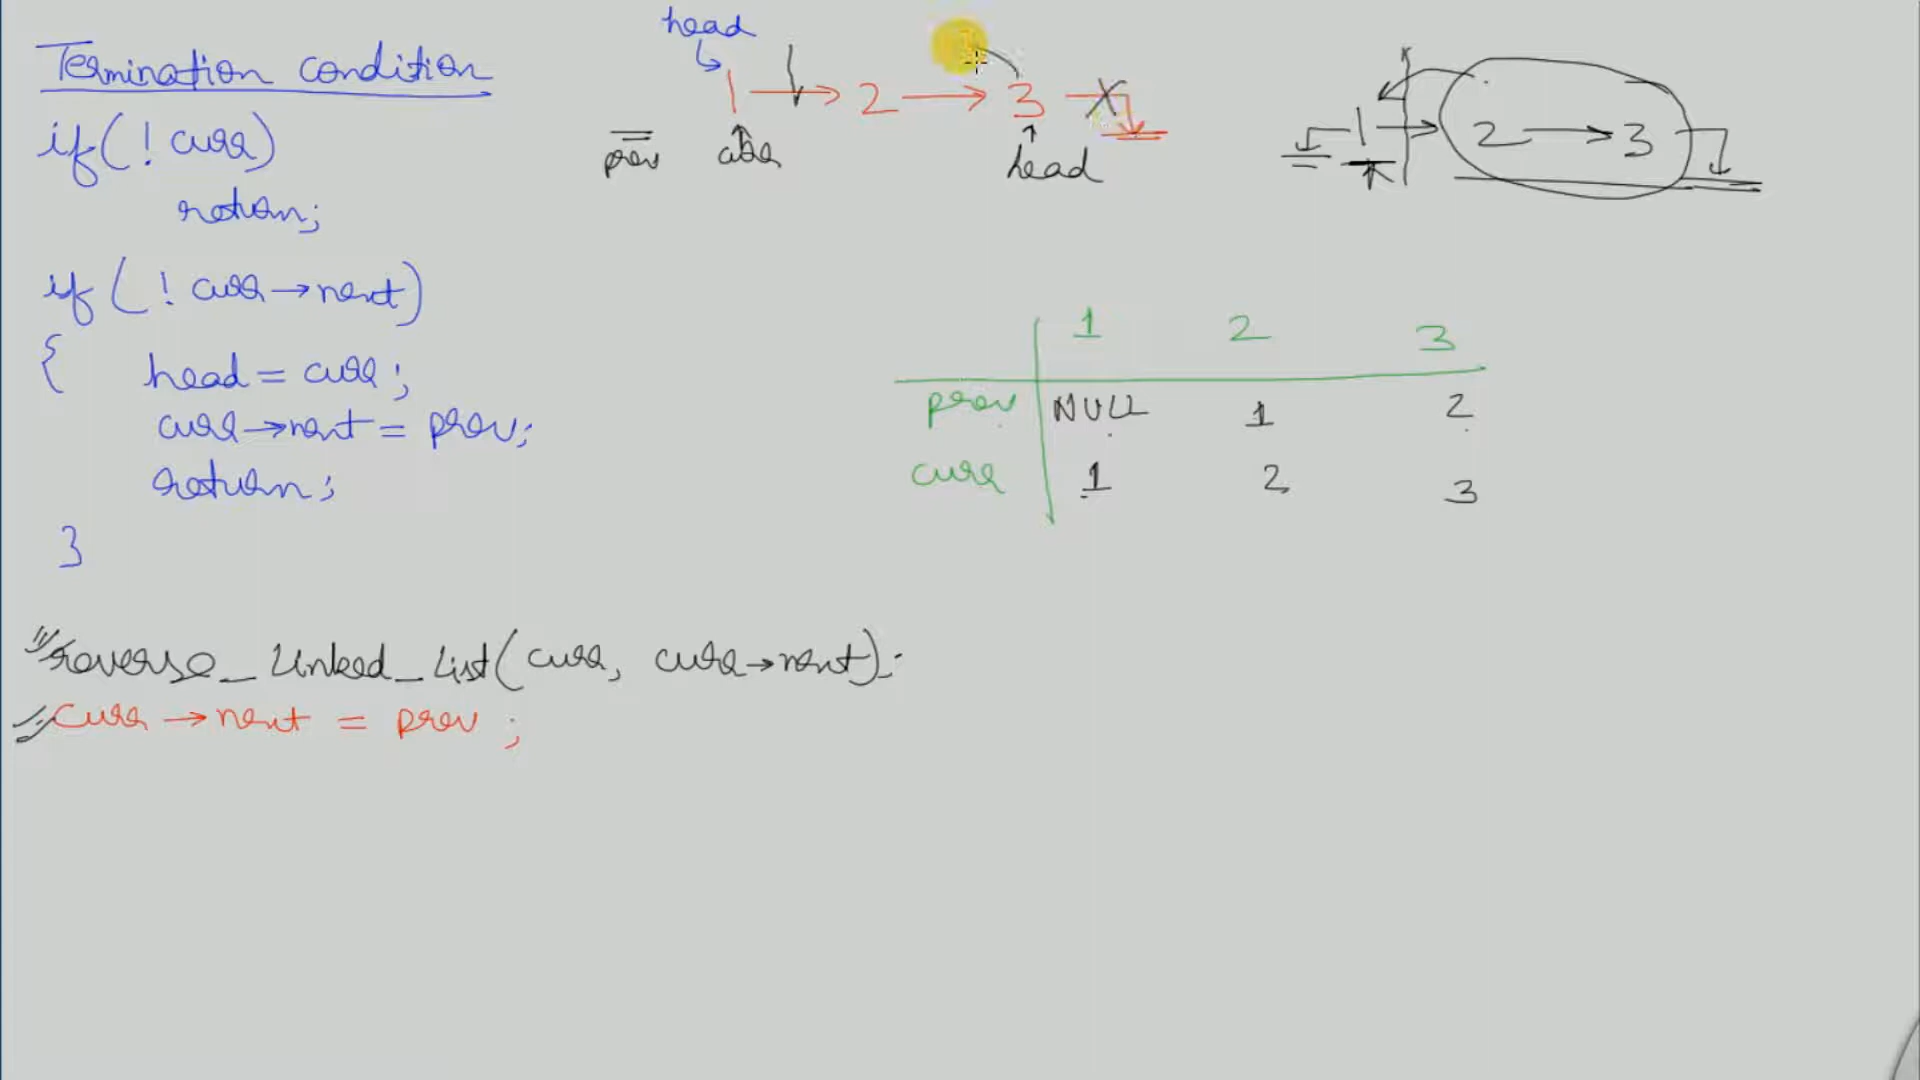 Termination condition
if(! curr)
return;
if(! curr→next)
{ head = curr;
curr→next = prev;
return;
}
reverse_Linked_List(curr, curr→next);
curr→next = prev;
head
1 → 2 → 3
prev curr head
1 → 2 → 3
1 2 3
prev NULL 1 2
curr 1 2 3